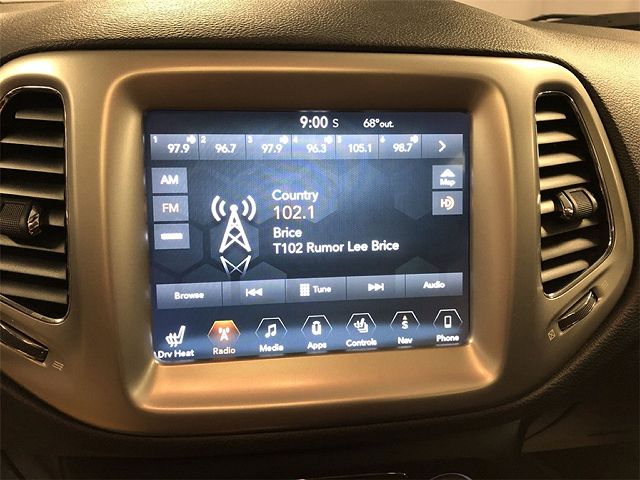 9:00 S 68° out.
1 2 3 4 5 6
97.9 96.7 97.9 96.3 105.1 98.7 >
AM
Map
FM
HD
Country
102.1
Brice
T102 Rumor Lee Brice
Browse Tune Audio
Drv Heat Radio Media Apps Controls Nav Phone